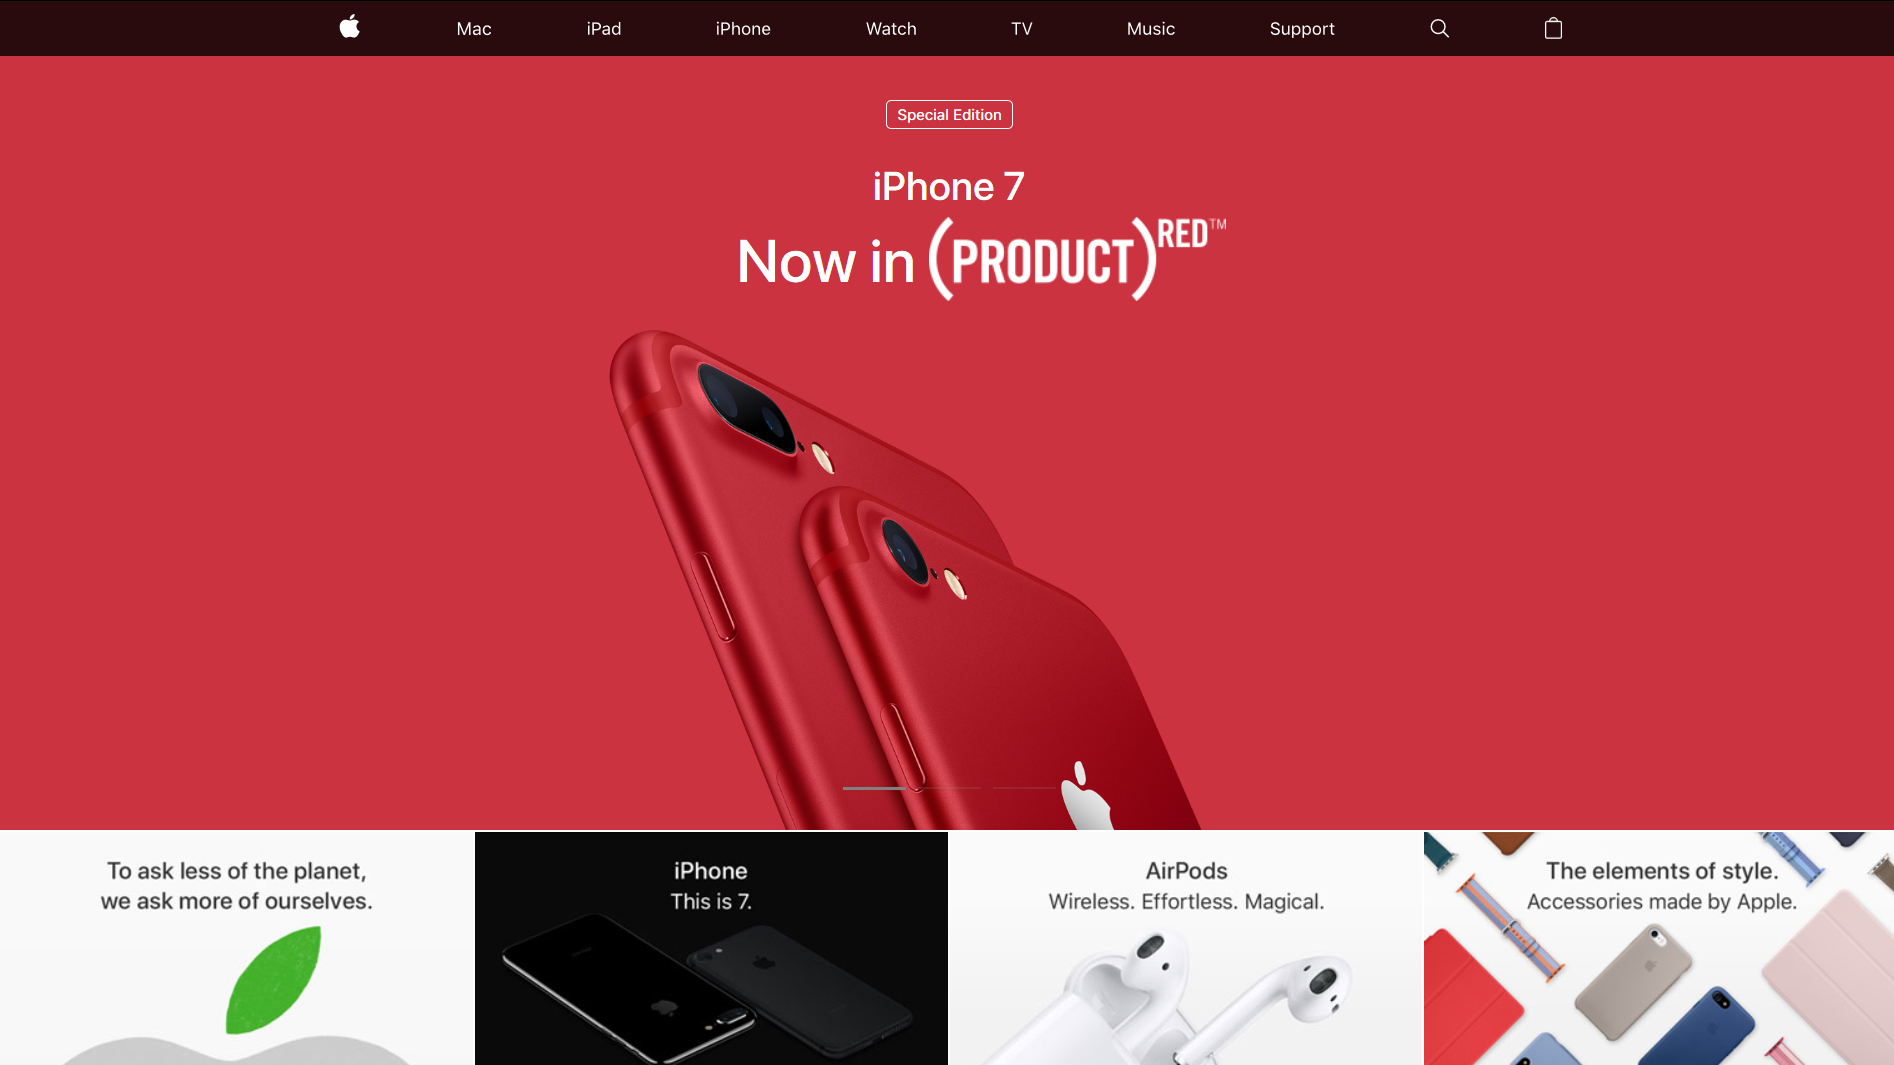 Mac
iPad
iPhone
Watch
TV
Music
Support
Special Edition
iPhone 7
Now in (PRODUCT)RED™
To ask less of the planet,
we ask more of ourselves.
iPhone
This is 7.
AirPods
Wireless. Effortless. Magical.
The elements of style.
Accessories made by Apple.